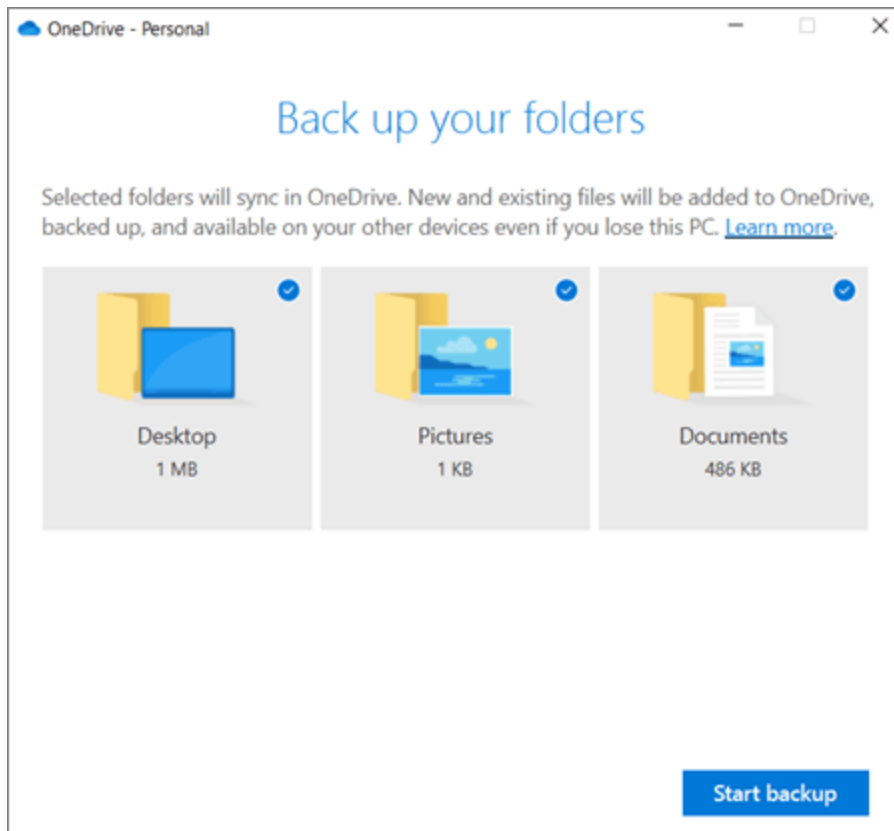 OneDrive - Personal
Back up your folders
Selected folders will sync in OneDrive. New and existing files will be added to OneDrive,
backed up, and available on your other devices even if you lose this PC. Learn more.
Desktop
1 MB
Pictures
1 KB
Documents
486 KB
Start backup